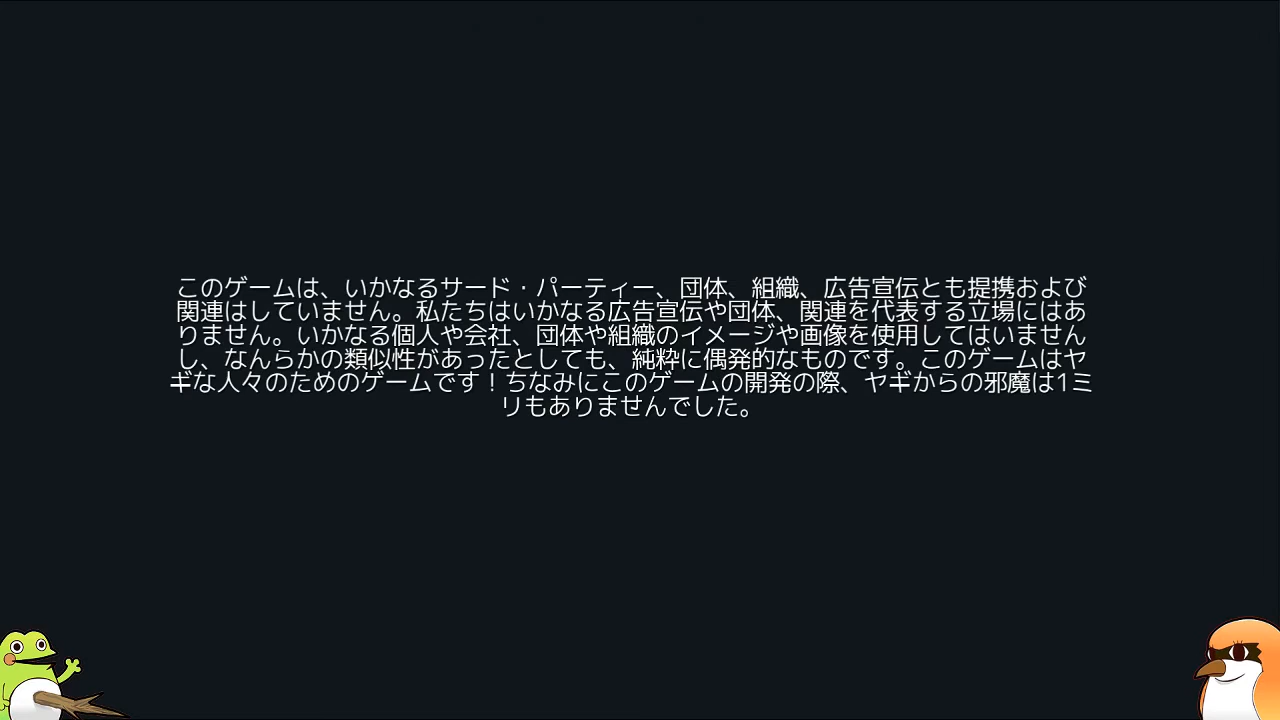 このゲームは、いかなるサード・パーティー、団体、組織、広告宣伝とも提携および
関連はしていません。私たちはいかなる広告宣伝や団体、関連を代表する立場にはあ
りません。いかなる個人や会社、団体や組織のイメージや画像を使用してはいません
し、なんらかの類似性があったとしても、純粋に偶発的なものです。このゲームはヤ
ギな人々のためのゲームです！ちなみにこのゲームの開発の際、ヤギからの邪魔は1ミ
リもありませんでした。